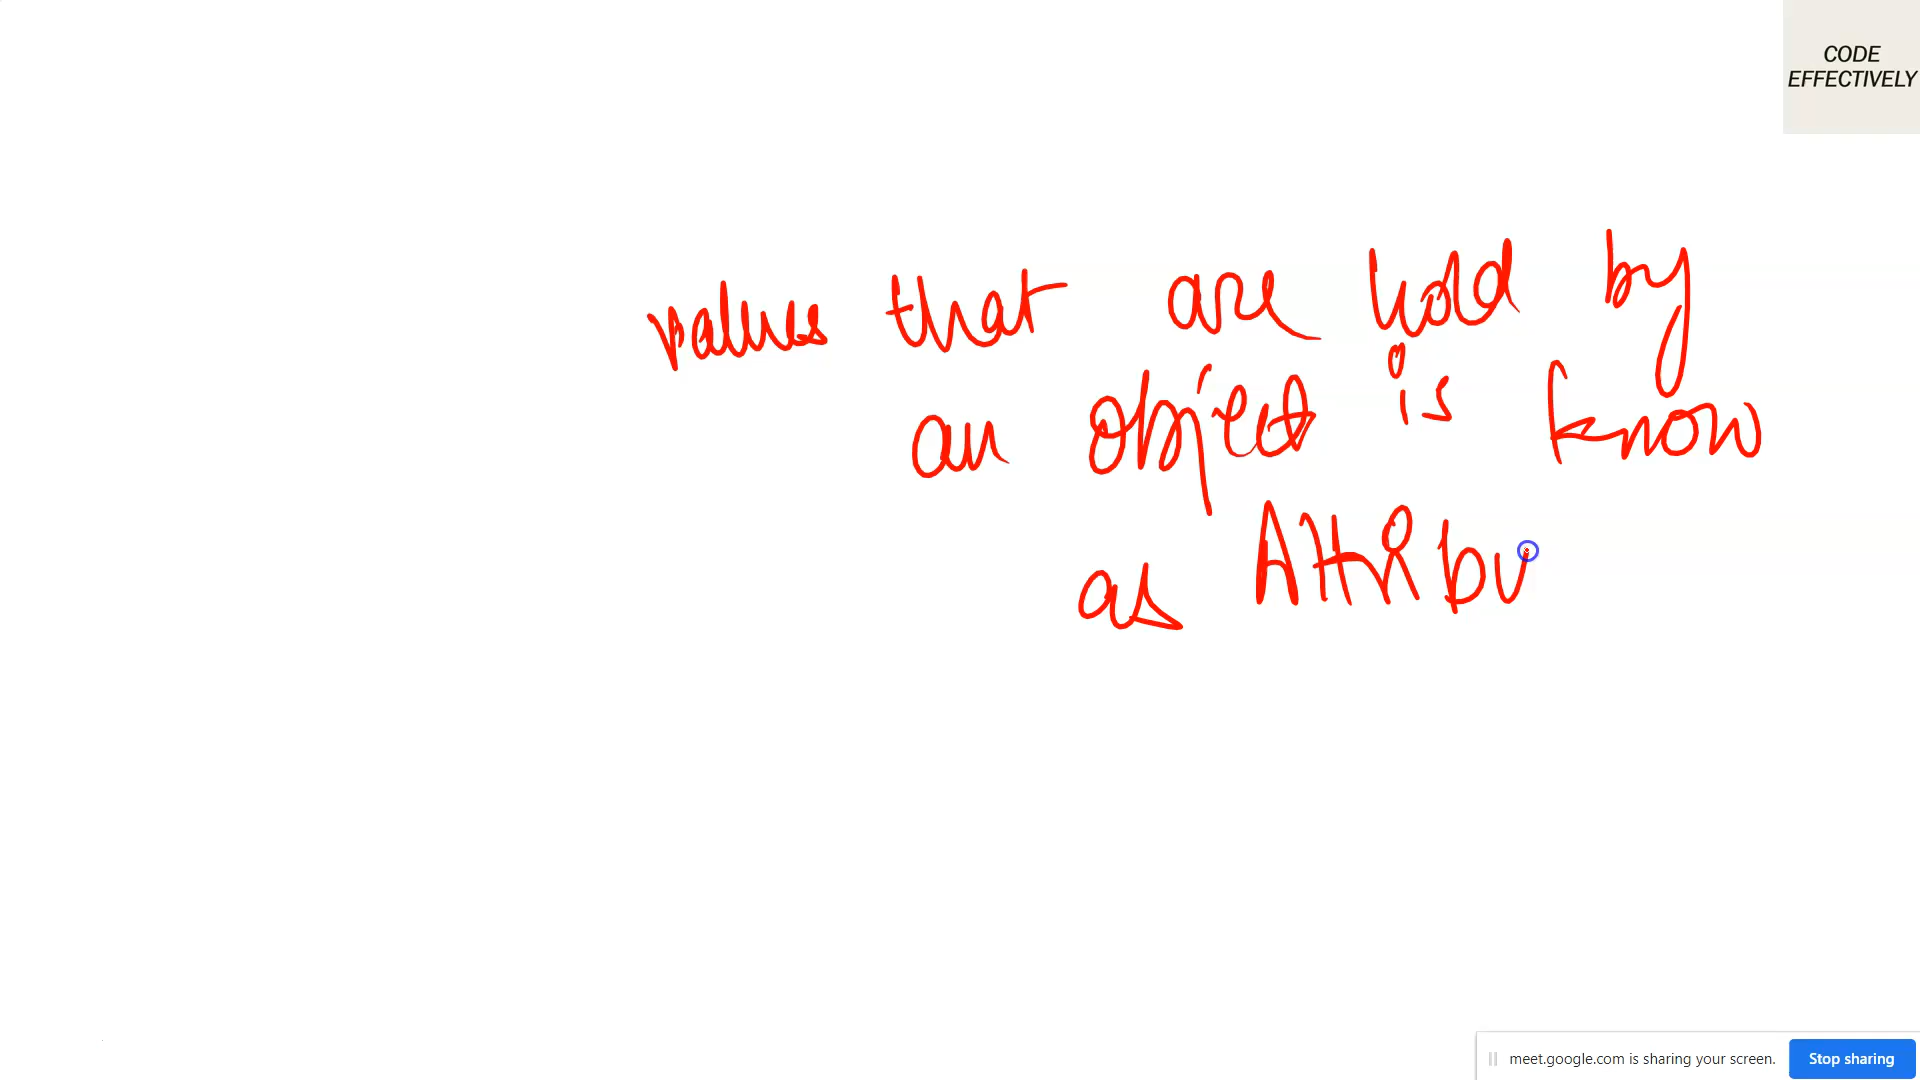 CODE
EFFECTIVELY
values that are hold by
an object is know
as Attribu
meet.google.com is sharing your screen.
Stop sharing